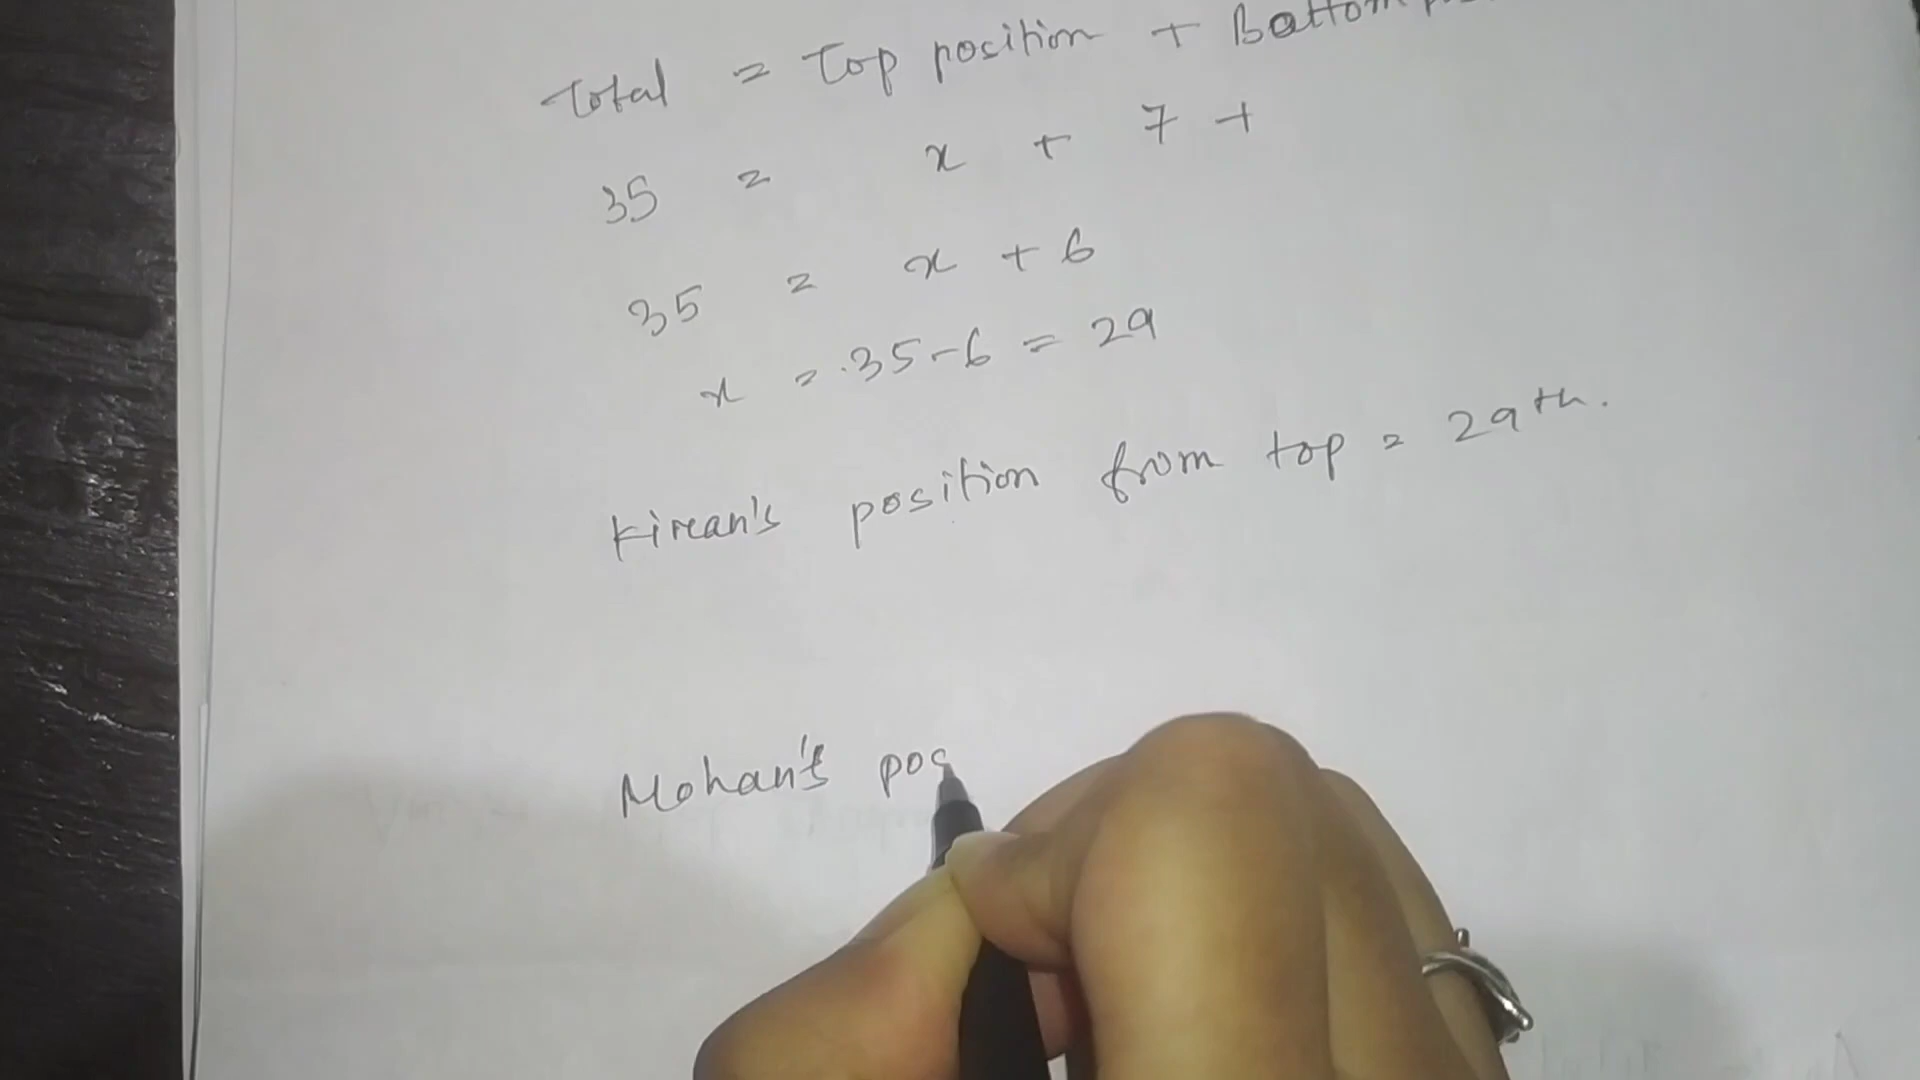 Total = Top position + Bottom
35 = x + 7 +
35 = x + 6
x = 35 - 6 = 29
Kiran's position from top = 29th.
Mohan's pos